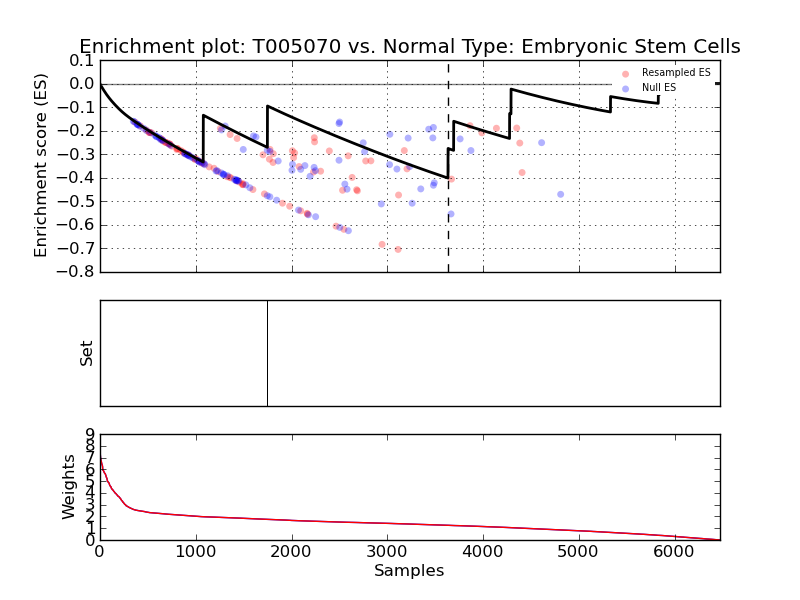 Enrichment plot: T005070 vs. Normal Type: Embryonic Stem Cells
Enrichment score (ES)
0.1
0.0
−0.1
−0.2
−0.3
−0.4
−0.5
−0.6
−0.7
−0.8
Resampled ES
Null ES
Set
Weights
9
8
7
6
5
4
3
2
1
0
0 1000 2000 3000 4000 5000 6000
Samples